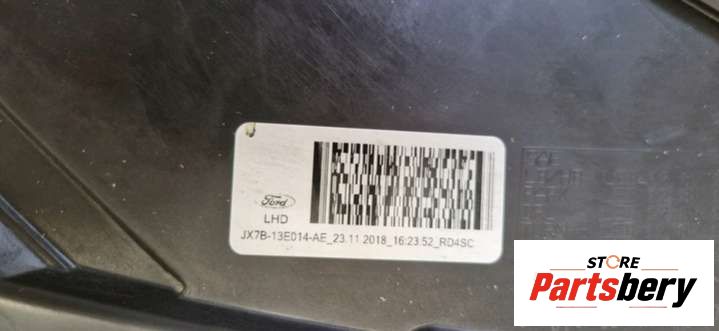 Ford
LHD
JX7B-13E014-AE_23.11.2018_16:23.52_RD4SC
STORE
Partsbery